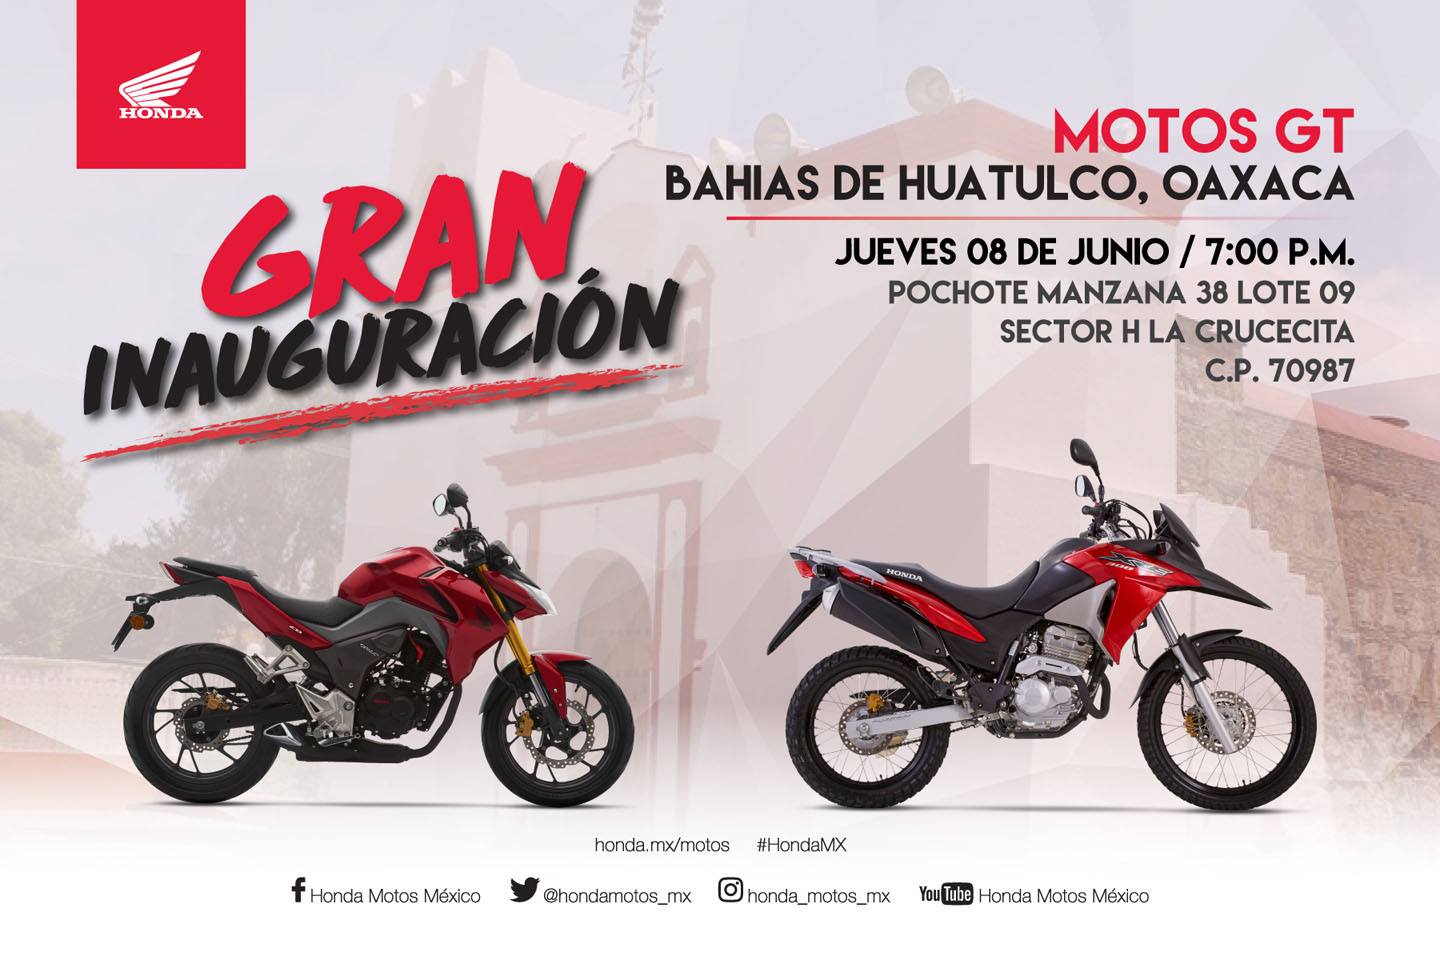 HONDA
GRAN
INAUGURACIÓN
MOTOS GT
BAHIAS DE HUATULCO, OAXACA
JUEVES 08 DE JUNIO / 7:00 P.M.
POCHOTE MANZANA 38 LOTE 09
SECTOR H LA CRUCECITA
C.P. 70987
HONDA
XRE
300
honda.mx/motos #HondaMX
Honda Motos México @hondamotos_mx honda_motos_mx YouTube Honda Motos México